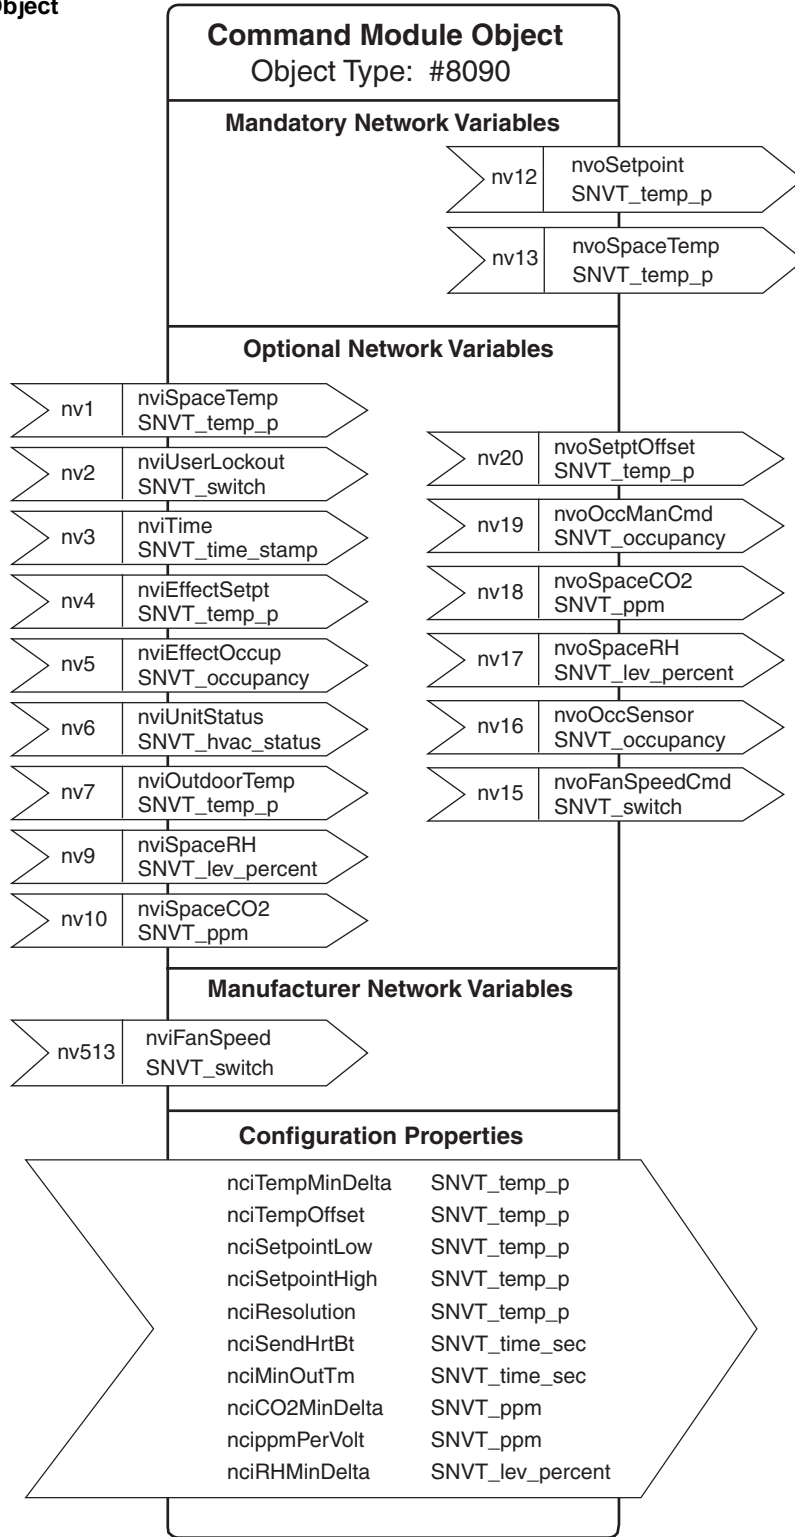 Object
Command Module Object
Object Type: #8090
Mandatory Network Variables
nv12
nvoSetpoint
SNVT_temp_p
nv13
nvoSpaceTemp
SNVT_temp_p
Optional Network Variables
nv1
nviSpaceTemp
SNVT_temp_p
nv2
nviUserLockout
SNVT_switch
nv3
nviTime
SNVT_time_stamp
nv4
nviEffectSetpt
SNVT_temp_p
nv5
nviEffectOccup
SNVT_occupancy
nv6
nviUnitStatus
SNVT_hvac_status
nv7
nviOutdoorTemp
SNVT_temp_p
nv9
nviSpaceRH
SNVT_lev_percent
nv10
nviSpaceCO2
SNVT_ppm
nv20
nvoSetptOffset
SNVT_temp_p
nv19
nvoOccManCmd
SNVT_occupancy
nv18
nvoSpaceCO2
SNVT_ppm
nv17
nvoSpaceRH
SNVT_lev_percent
nv16
nvoOccSensor
SNVT_occupancy
nv15
nvoFanSpeedCmd
SNVT_switch
Manufacturer Network Variables
nv513
nviFanSpeed
SNVT_switch
Configuration Properties
nciTempMinDelta SNVT_temp_p
nciTempOffset SNVT_temp_p
nciSetpointLow SNVT_temp_p
nciSetpointHigh SNVT_temp_p
nciResolution SNVT_temp_p
nciSendHrtBt SNVT_time_sec
nciMinOutTm SNVT_time_sec
nciCO2MinDelta SNVT_ppm
ncippmPerVolt SNVT_ppm
nciRHMinDelta SNVT_lev_percent